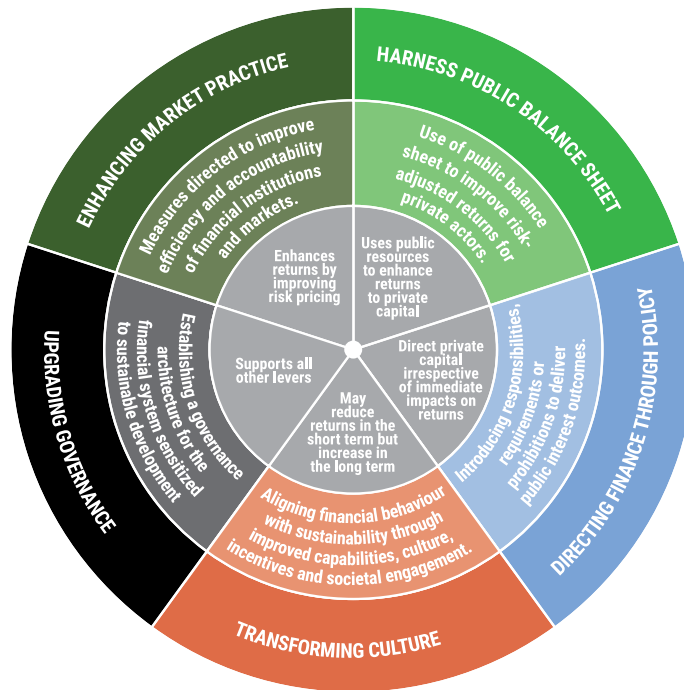 ENHANCING MARKET PRACTICE
Measures directed to improve
efficiency and accountability
of financial institutions
and markets.
Enhances
returns by
improving
risk pricing
HARNESS PUBLIC BALANCE SHEET
Use of public balance
sheet to improve risk-
adjusted returns for
private actors.
Uses public
resources
to enhance
returns
to private
capital
DIRECTING FINANCE THROUGH POLICY
Introducing responsibilities,
requirements or
prohibitions to deliver
public interest outcomes.
Direct private
capital
irrespective
of immediate
impacts on
returns
TRANSFORMING CULTURE
Aligning financial behaviour
with sustainability through
improved capabilities, culture,
incentives and societal engagement.
May
reduce
returns in the
short term but
increase in
the long term
UPGRADING GOVERNANCE
Establishing a governance
architecture for the
financial system sensitized
to sustainable development
Supports all
other levers